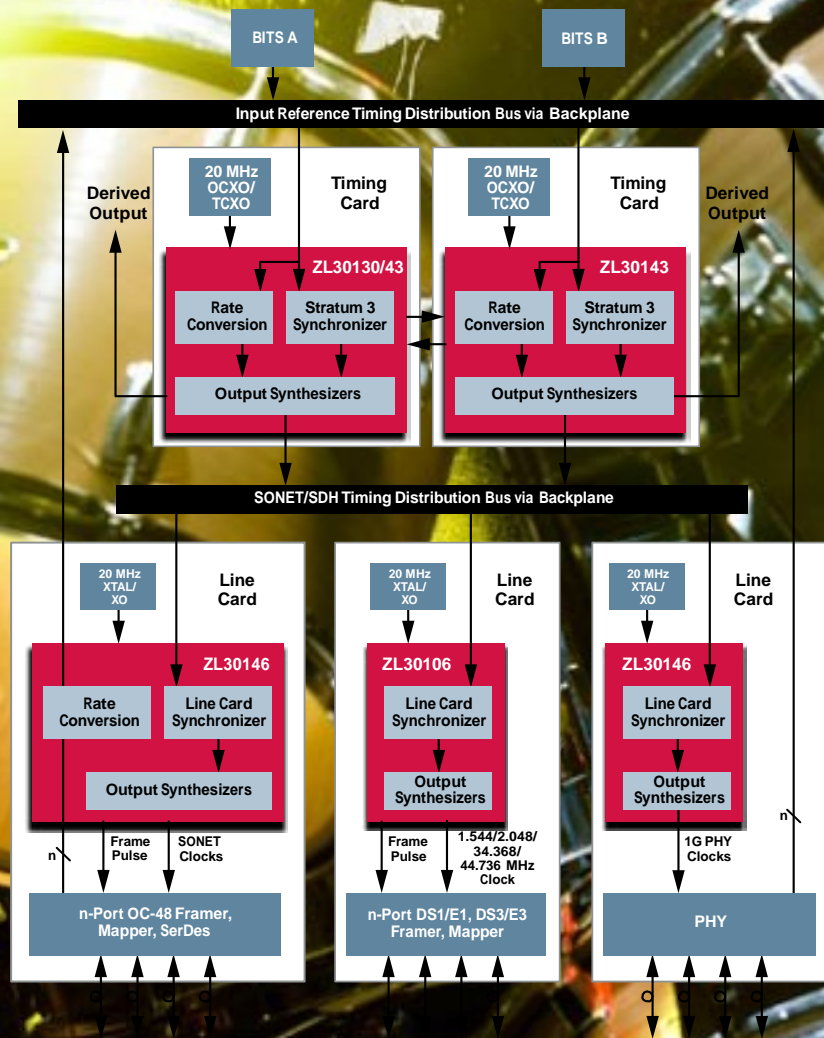 BITS A
BITS B
Input Reference Timing Distribution Bus via Backplane
Derived
Output
20 MHz
OCXO/
TCXO
Timing
Card
20 MHz
OCXO/
TCXO
Timing
Card
Derived
Output
ZL30130/43
Rate
Conversion
Stratum 3
Synchronizer
Output Synthesizers
ZL30143
Rate
Conversion
Stratum 3
Synchronizer
Output Synthesizers
SONET/SDH Timing Distribution Bus via Backplane
20 MHz
XTAL/
XO
Line
Card
ZL30146
Rate
Conversion
Line Card
Synchronizer
Output Synthesizers
n
Frame
Pulse
SONET
Clocks
n-Port OC-48 Framer,
Mapper, SerDes
20 MHz
XTAL/
XO
Line
Card
ZL30106
Line Card
Synchronizer
Output
Synthesizers
Frame
Pulse
1.544/2.048/
34.368/
44.736 MHz
Clock
n-Port DS1/E1, DS3/E3
Framer, Mapper
20 MHz
XTAL/
XO
Line
Card
ZL30146
Line Card
Synchronizer
Output
Synthesizers
1G PHY
Clocks
n
PHY